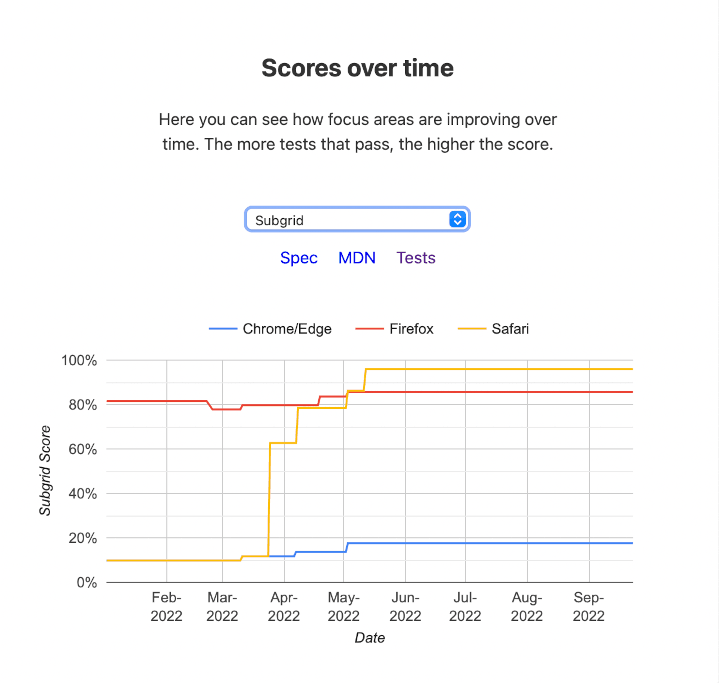 Scores over time
Here you can see how focus areas are improving over
time. The more tests that pass, the higher the score.
Subgrid
Spec MDN Tests
Chrome/Edge Firefox Safari
100%
80%
60%
40%
20%
0%
Subgrid Score
Feb- Mar- Apr- May- Jun- Jul- Aug- Sep-
2022 2022 2022 2022 2022 2022 2022 2022
Date